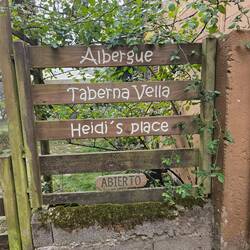 Albergue
Taberna Vella
Heidi´s place
ABIERTO